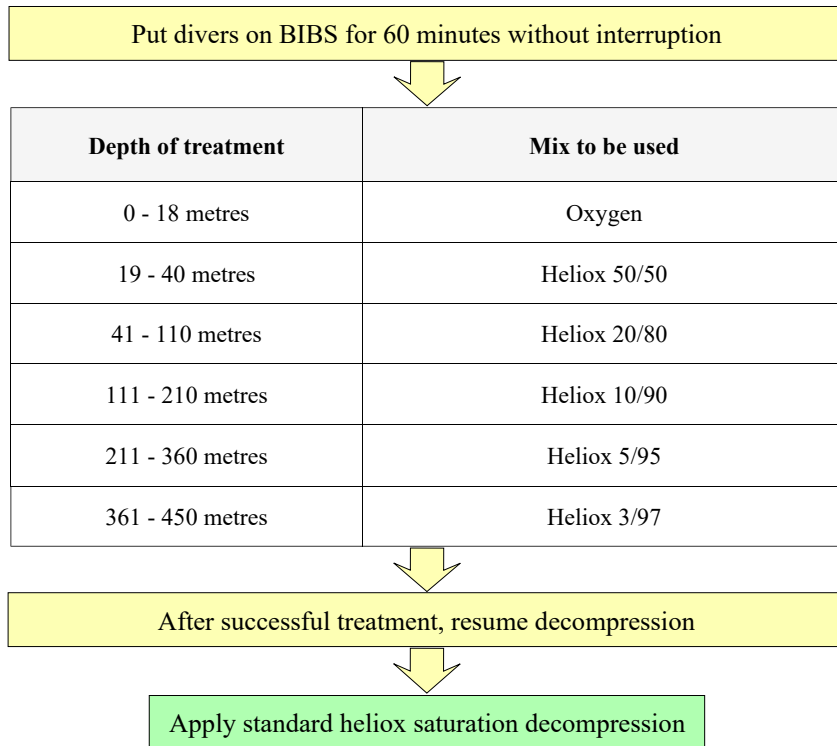 Put divers on BIBS for 60 minutes without interruption
Depth of treatment Mix to be used
0 - 18 metres Oxygen
19 - 40 metres Heliox 50/50
41 - 110 metres Heliox 20/80
111 - 210 metres Heliox 10/90
211 - 360 metres Heliox 5/95
361 - 450 metres Heliox 3/97
After successful treatment, resume decompression
Apply standard heliox saturation decompression